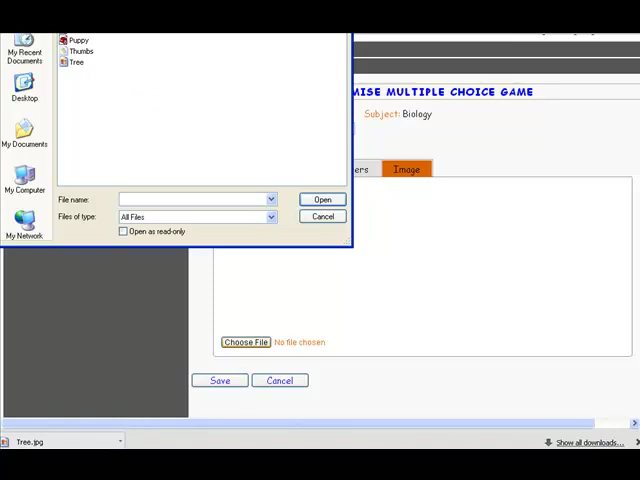 Puppy
Thumbs
Tree
My Recent
Documents
Desktop
My Documents
My Computer
My Network
File name:
Open
Files of type:
All Files
Cancel
Open as read-only
MISE MULTIPLE CHOICE GAME
Subject: Biology
ers
Image
Choose File No file chosen
Save
Cancel
Tree.jpg
Show all downloads...